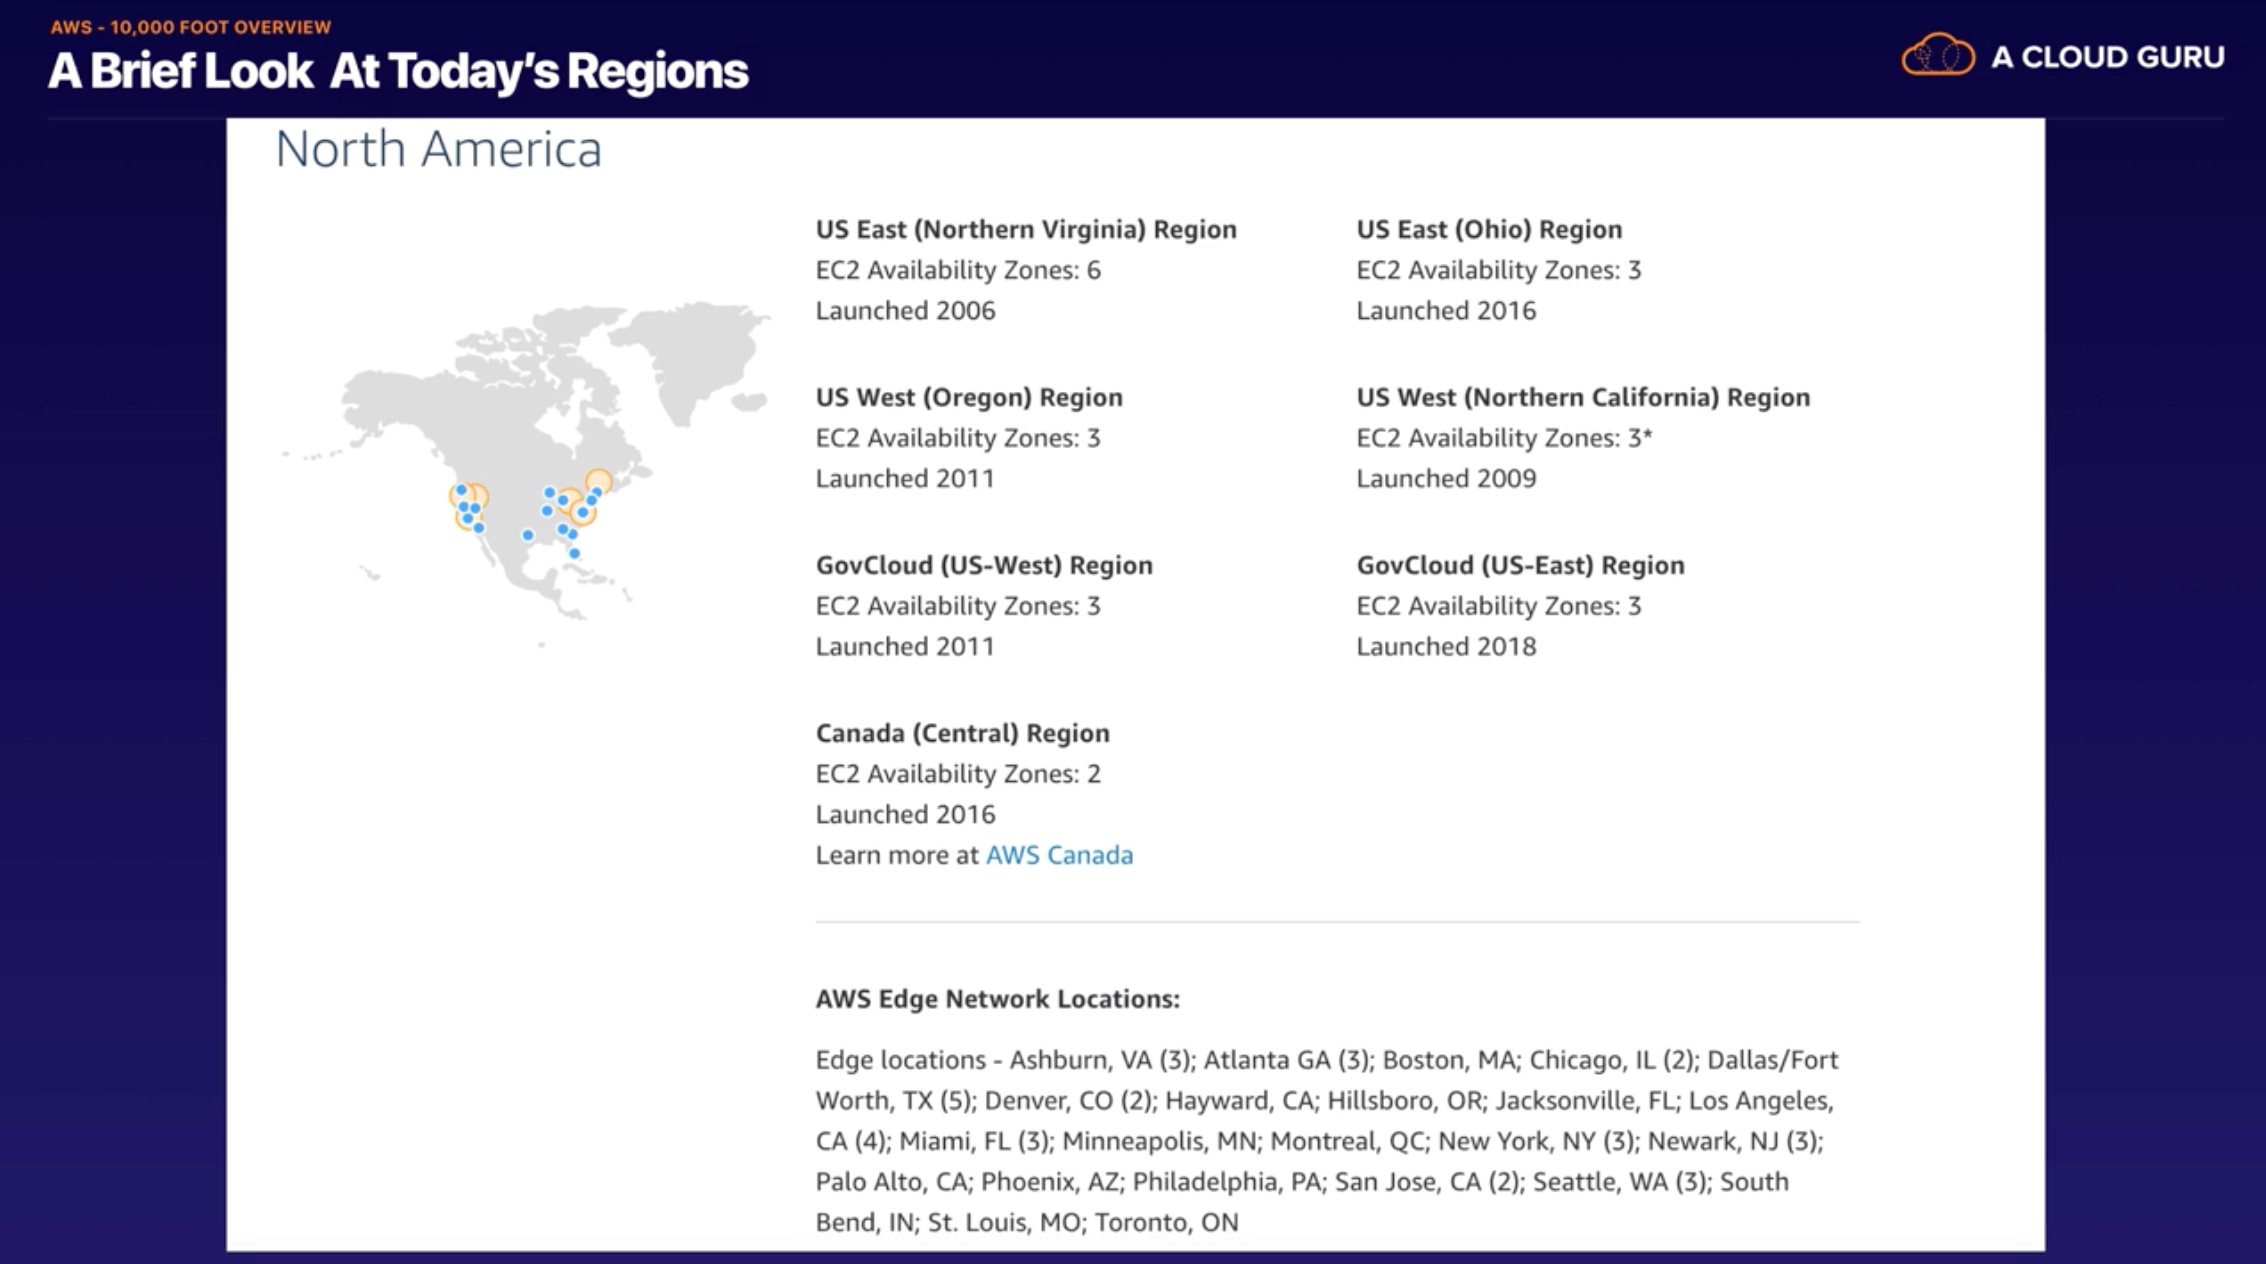 AWS - 10,000 FOOT OVERVIEW
A Brief Look At Today's Regions
A CLOUD GURU
North America
US East (Northern Virginia) Region
EC2 Availability Zones: 6
Launched 2006
US East (Ohio) Region
EC2 Availability Zones: 3
Launched 2016
US West (Oregon) Region
EC2 Availability Zones: 3
Launched 2011
US West (Northern California) Region
EC2 Availability Zones: 3*
Launched 2009
GovCloud (US-West) Region
EC2 Availability Zones: 3
Launched 2011
GovCloud (US-East) Region
EC2 Availability Zones: 3
Launched 2018
Canada (Central) Region
EC2 Availability Zones: 2
Launched 2016
Learn more at AWS Canada
AWS Edge Network Locations:
Edge locations - Ashburn, VA (3); Atlanta GA (3); Boston, MA; Chicago, IL (2); Dallas/Fort
Worth, TX (5); Denver, CO (2); Hayward, CA; Hillsboro, OR; Jacksonville, FL; Los Angeles,
CA (4); Miami, FL (3); Minneapolis, MN; Montreal, QC; New York, NY (3); Newark, NJ (3);
Palo Alto, CA; Phoenix, AZ; Philadelphia, PA; San Jose, CA (2); Seattle, WA (3); South
Bend, IN; St. Louis, MO; Toronto, ON